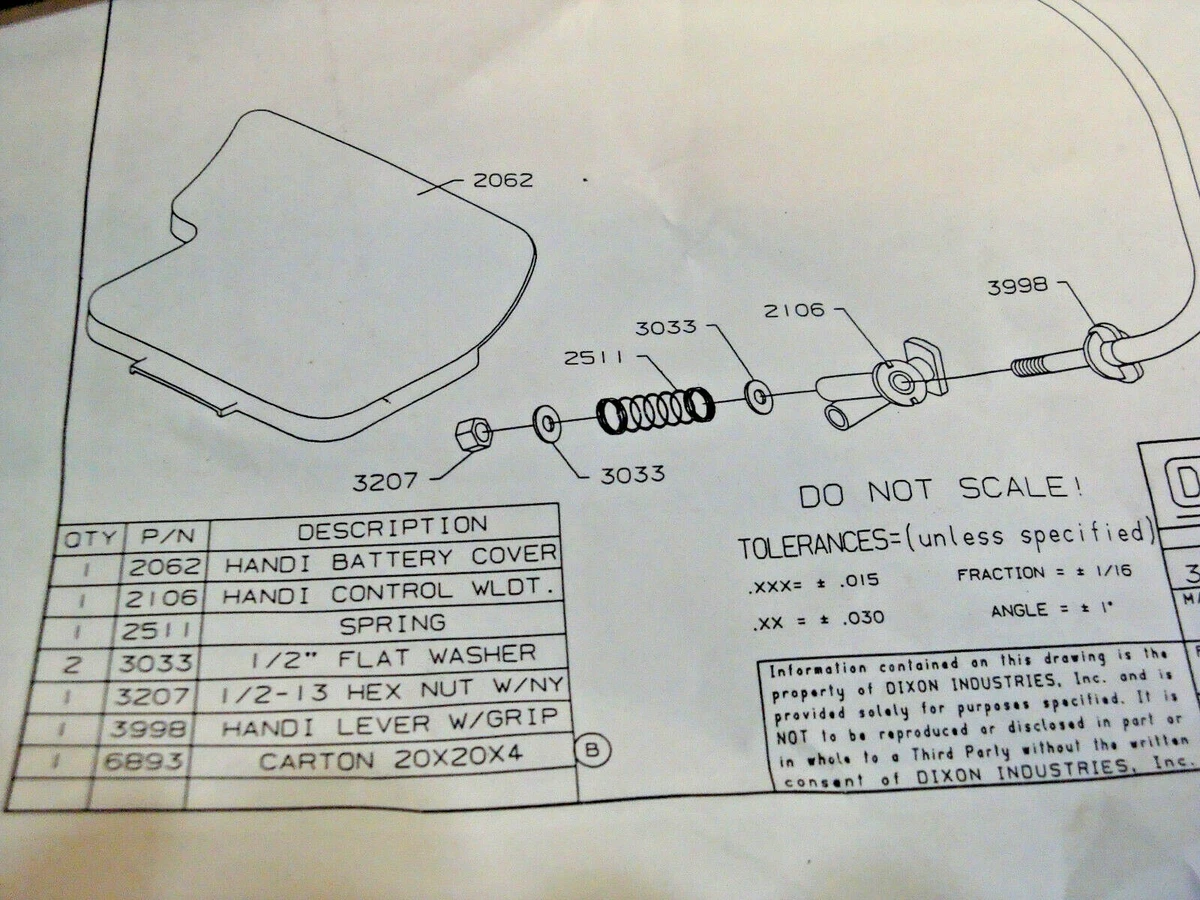 2062
3998
2106
3033
2511
3207
3033
DO NOT SCALE!
TOLERANCES=(unless specified)
.XXX= ± .015 FRACTION = ± 1/16
.XX = ± .030 ANGLE = ± 1°
QTY P/N DESCRIPTION
1 2062 HANDI BATTERY COVER
1 2106 HANDI CONTROL WLDT.
1 2511 SPRING
2 3033 1/2" FLAT WASHER
1 3207 1/2-13 HEX NUT W/NY
1 3998 HANDI LEVER W/GRIP
1 6893 CARTON 20X20X4
B
Information contained on this drawing is the
property of DIXON INDUSTRIES, Inc. and is
provided solely for purposes specified. It is
NOT to be reproduced or disclosed in part or
in whole to a Third Party without the written
consent of DIXON INDUSTRIES, Inc.
D
3